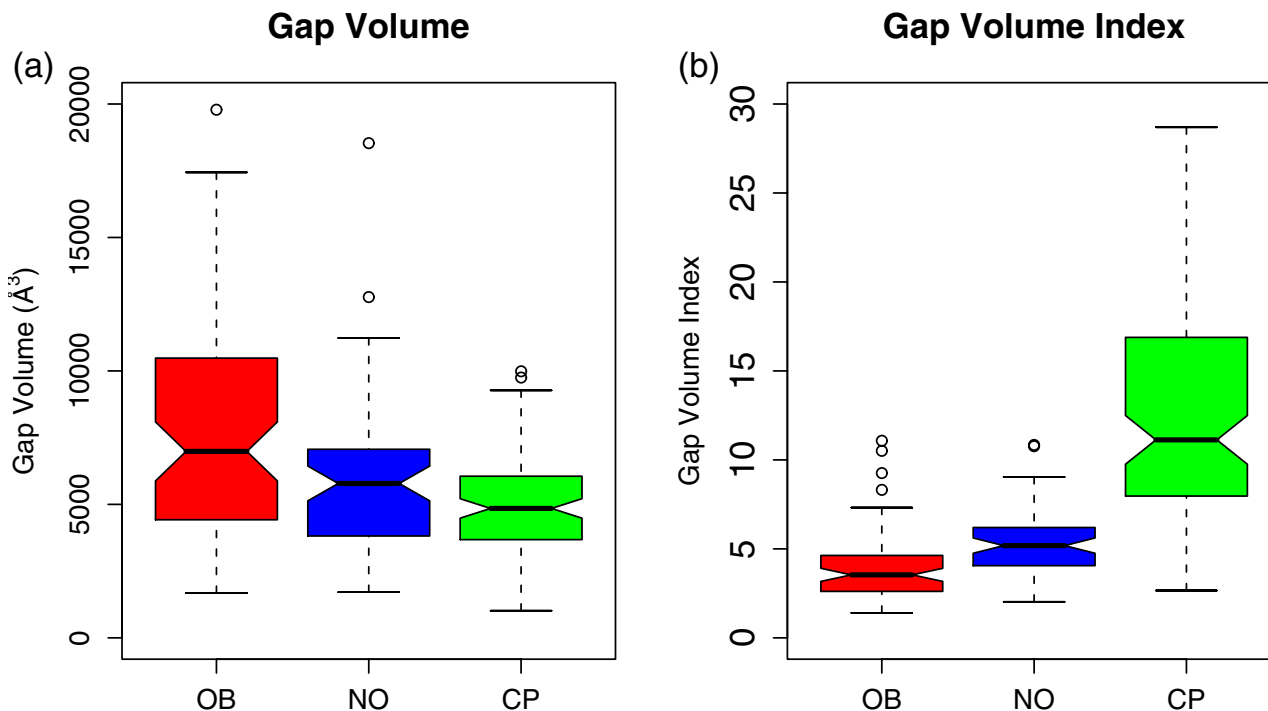 Gap Volume
(a)
Gap Volume (Å3)
20000
15000
10000
5000
0
OB NO CP
Gap Volume Index
(b)
Gap Volume Index
30
25
20
15
10
5
0
OB NO CP